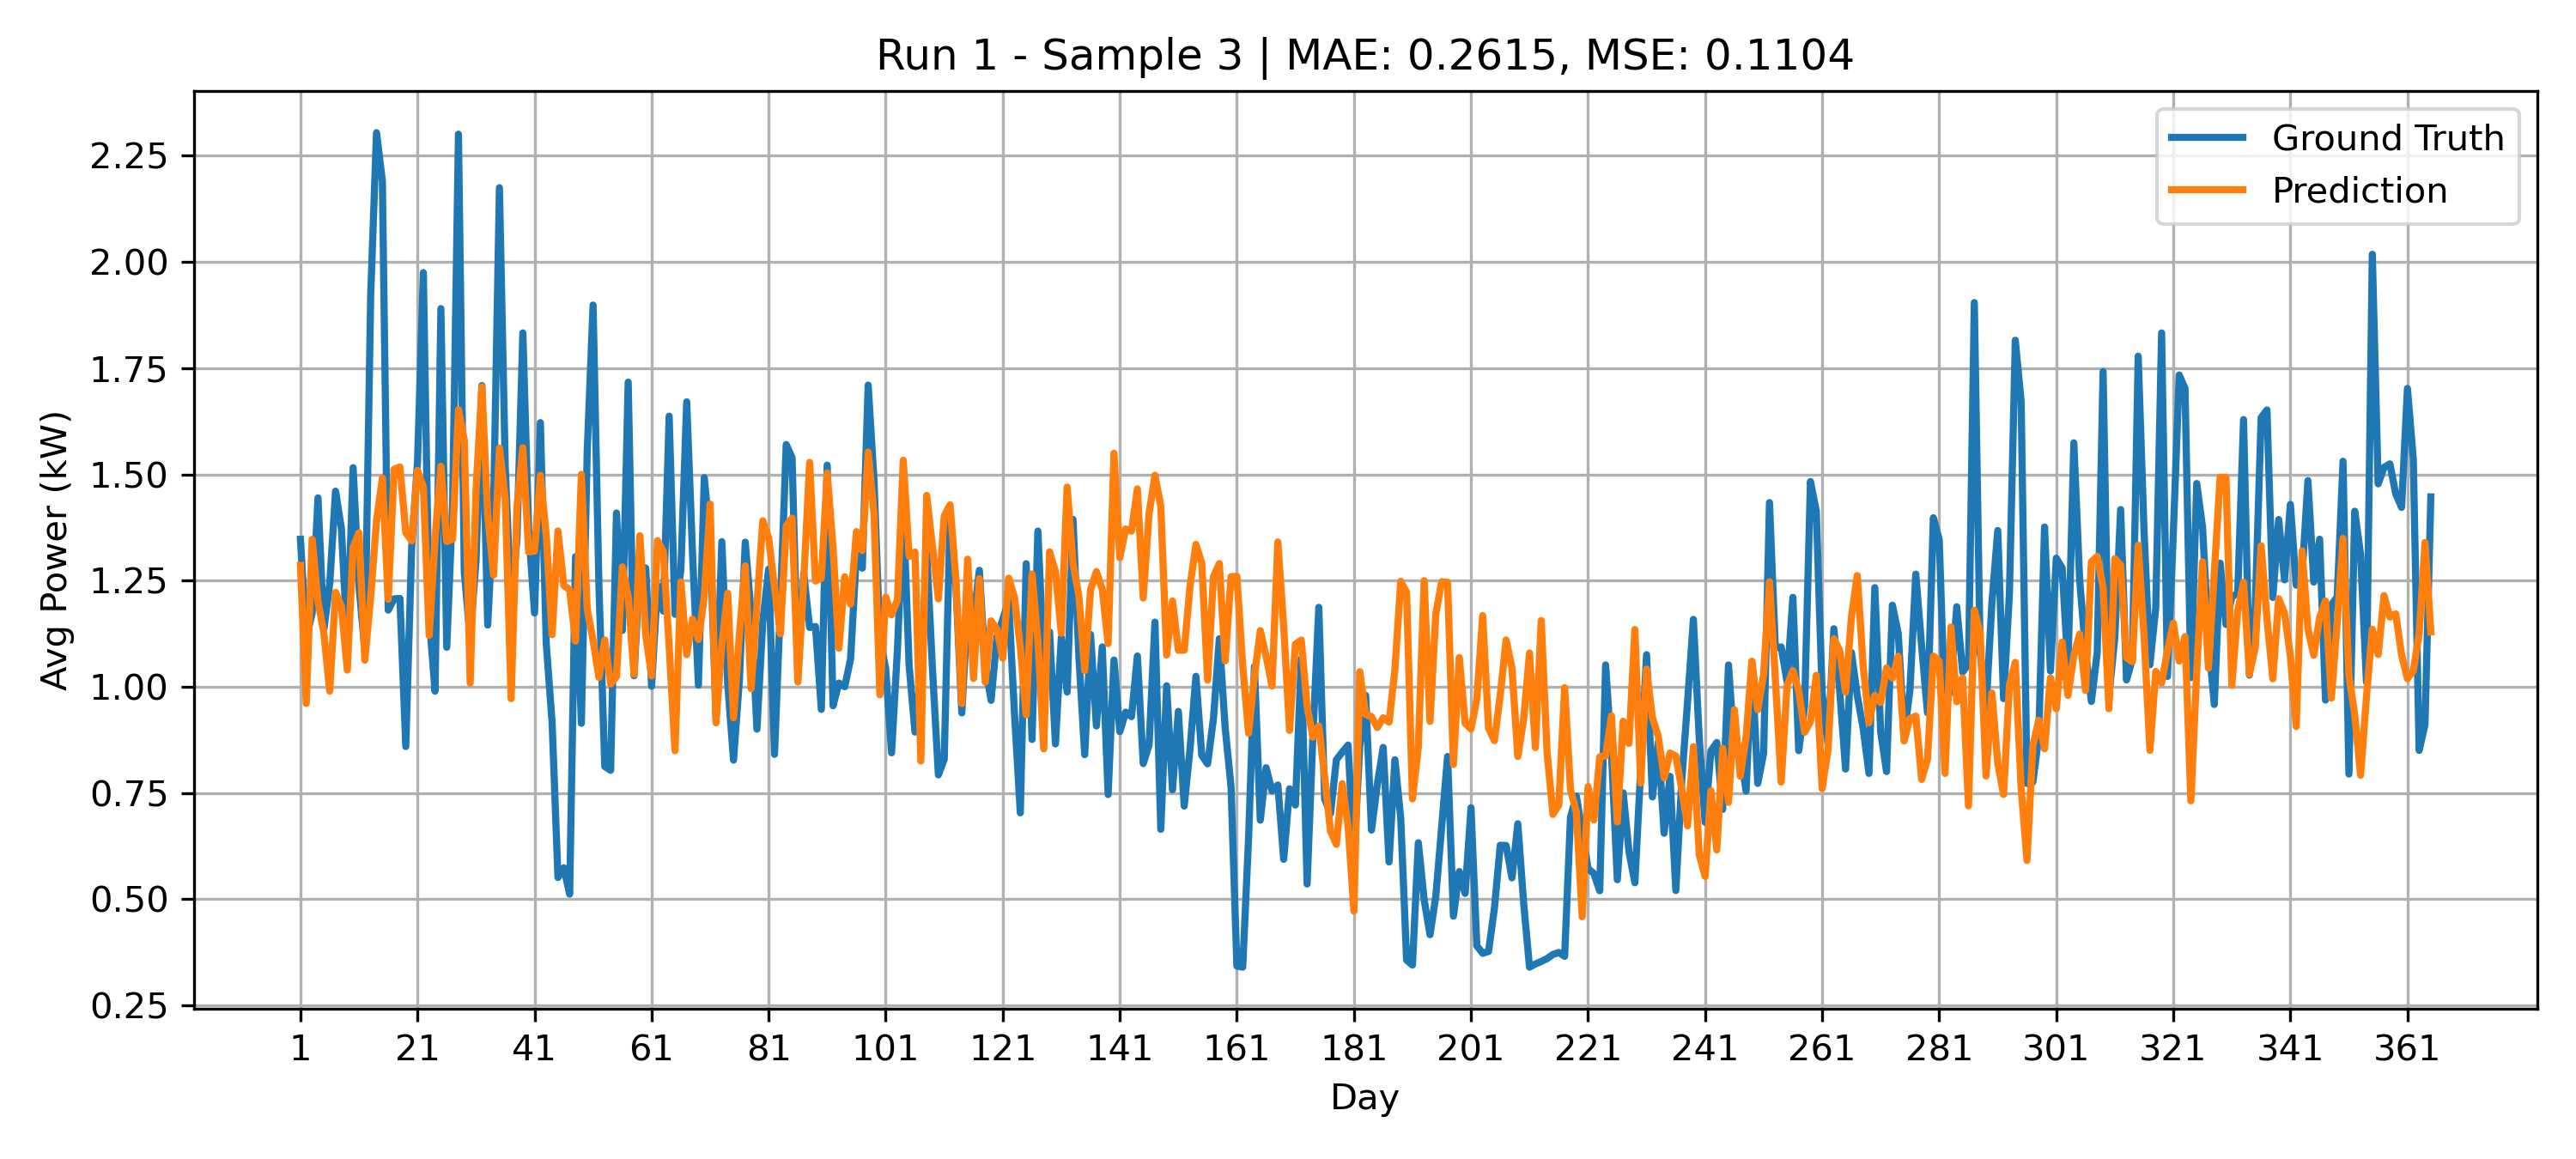 Run 1 - Sample 3 | MAE: 0.2615, MSE: 0.1104
Ground Truth
Prediction
Avg Power (kW)
2.25
2.00
1.75
1.50
1.25
1.00
0.75
0.50
0.25
1 21 41 61 81 101 121 141 161 181 201 221 241 261 281 301 321 341 361
Day